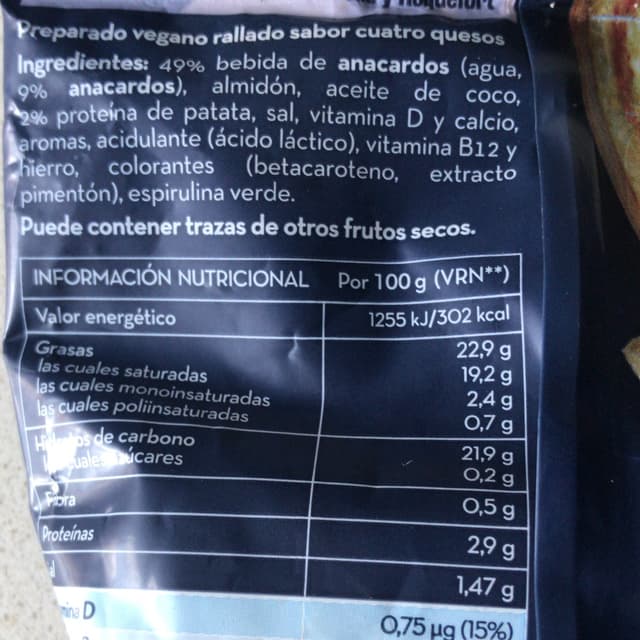 y Roquefort
Preparado vegano rallado sabor cuatro quesos
Ingredientes: 49% bebida de anacardos (agua,
9% anacardos), almidón, aceite de coco,
2% proteína de patata, sal, vitamina D y calcio,
aromas, acidulante (ácido láctico), vitamina B12 y
hierro, colorantes (betacaroteno, extracto
pimentón), espirulina verde.
Puede contener trazas de otros frutos secos.
INFORMACIÓN NUTRICIONAL Por 100 g (VRN**)
Valor energético 1255 kJ/302 kcal
Grasas 22,9 g
las cuales saturadas 19,2 g
las cuales monoinsaturadas 2,4 g
las cuales poliinsaturadas 0,7 g
de carbono 21,9 g
0,2 g
Fibra 0,5 g
Proteínas 2,9 g
1,47 g
D 0,75 µg (15%)